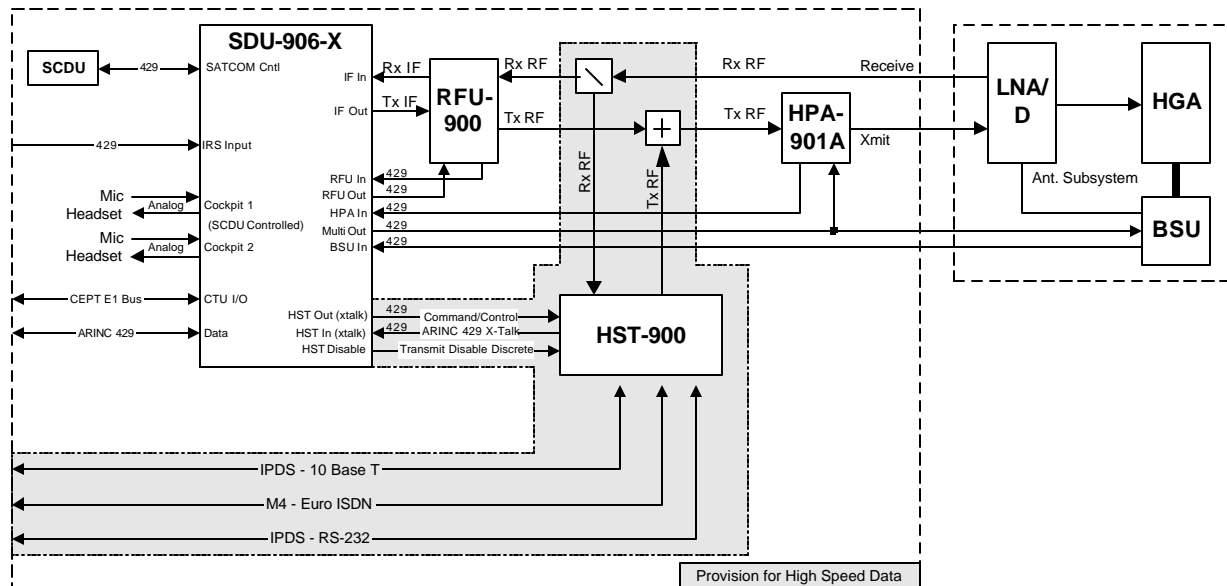 SDU-906-X
SCDU
429
SATCOM Cntl
IF In
Rx IF
IF Out
Tx IF
RFU-
900
Rx RF
Rx RF
Receive
Tx RF
+
Tx RF
HPA-
901A
Xmit
LNA/
D
HGA
429
IRS Input
Rx RF
Tx RF
Ant. Subsystem
BSU
RFU In
429
RFU Out
429
HPA In
429
Multi Out
429
BSU In
429
Mic
Headset
Analog
Cockpit 1
(SCDU Controlled)
Mic
Headset
Analog
Cockpit 2
CEPT E1 Bus
CTU I/O
ARINC 429
Data
HST Out (xtalk)
429
Command/Control
HST In (xtalk)
429
ARINC 429 X-Talk
HST Disable
Transmit Disable Discrete
HST-900
IPDS - 10 Base T
M4 - Euro ISDN
IPDS - RS-232
Provision for High Speed Data